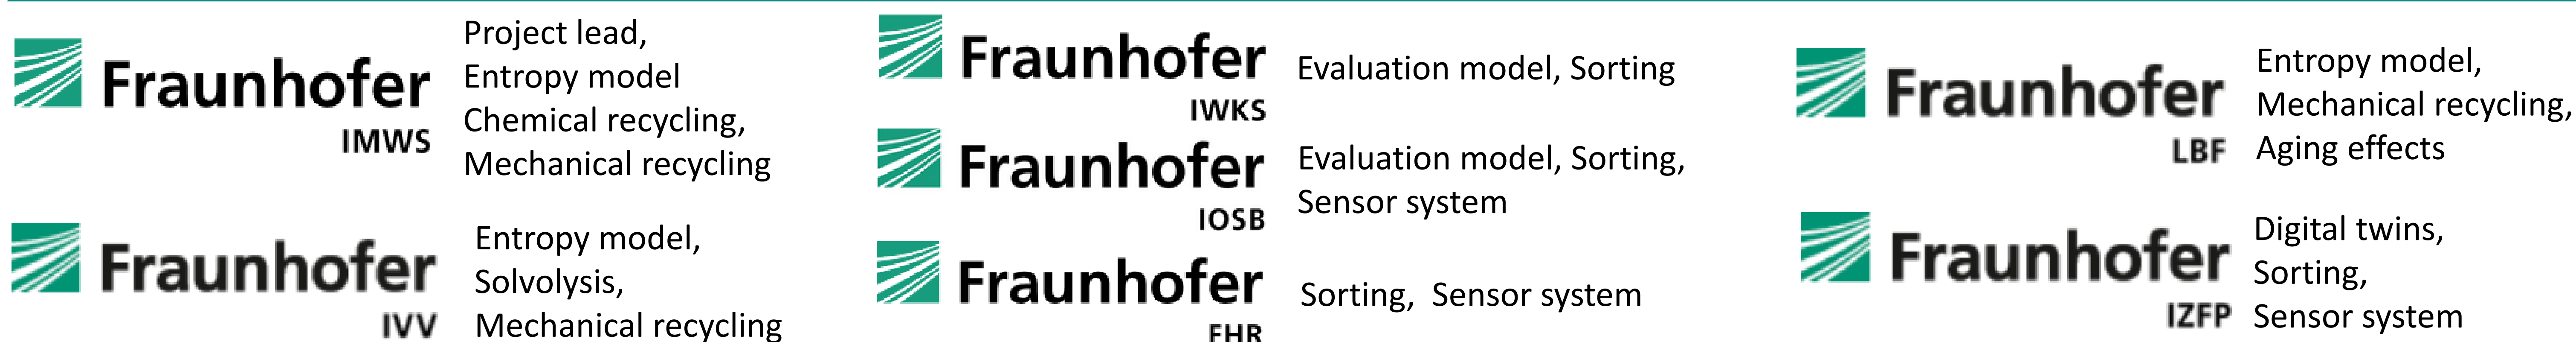 Fraunhofer
IMWS
Project lead,
Entropy model
Chemical recycling,
Mechanical recycling
Fraunhofer
IVV
Entropy model,
Solvolysis,
Mechanical recycling
Fraunhofer
IWKS
Evaluation model, Sorting
Fraunhofer
IOSB
Evaluation model, Sorting,
Sensor system
Fraunhofer
FHR
Sorting,  Sensor system
Fraunhofer
LBF
Entropy model,
Mechanical recycling,
Aging effects
Fraunhofer
IZFP
Digital twins,
Sorting,
Sensor system